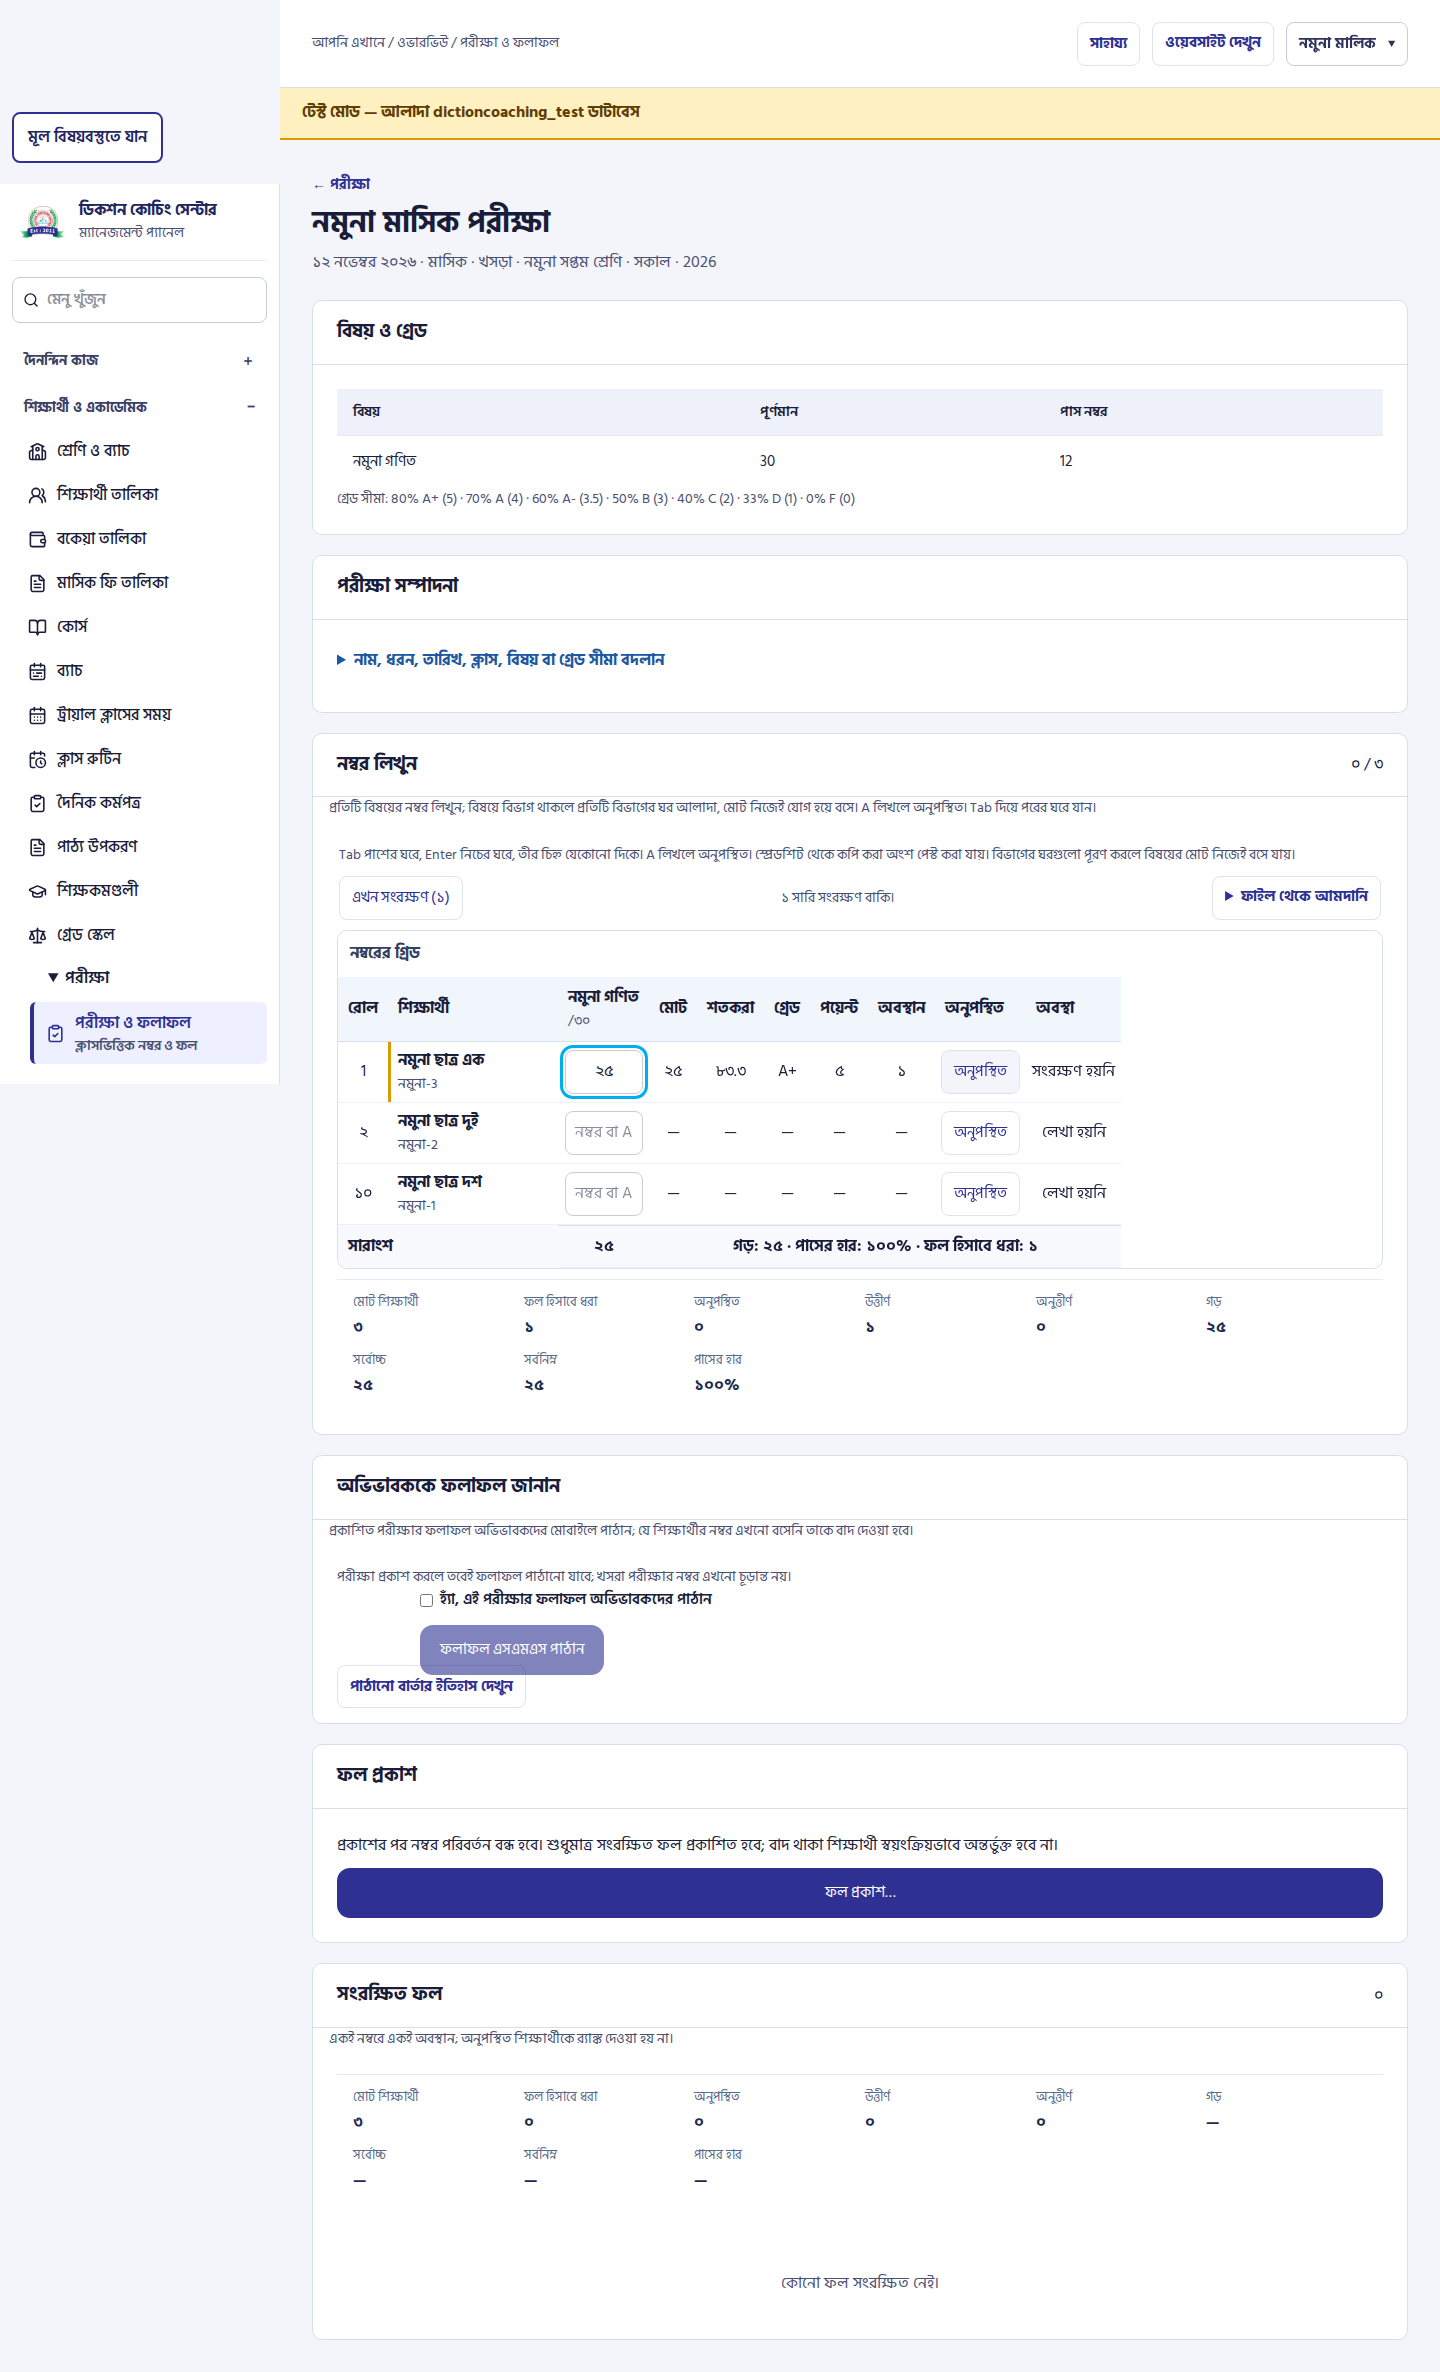 আপনি এখানে / ওভারভিউ / পরীক্ষা ও ফলাফল
সাহায্য
ওয়েবসাইট দেখুন
নমুনা মালিক ▾
টেস্ট মোড — আলাদা dictioncoaching_test ডাটাবেস
মূল বিষয়বস্তুতে যান
Est : 2011
ডিকশন কোচিং সেন্টার
ম্যানেজমেন্ট প্যানেল
মেনু খুঁজুন
দৈনন্দিন কাজ +
শিক্ষার্থী ও একাডেমিক −
শ্রেণি ও ব্যাচ
শিক্ষার্থী তালিকা
বকেয়া তালিকা
মাসিক ফি তালিকা
কোর্স
ব্যাচ
ট্রায়াল ক্লাসের সময়
ক্লাস রুটিন
দৈনিক কর্মপত্র
পাঠ্য উপকরণ
শিক্ষকমণ্ডলী
গ্রেড স্কেল
▼ পরীক্ষা
পরীক্ষা ও ফলাফল
ক্লাসভিত্তিক নম্বর ও ফল
← পরীক্ষা
নমুনা মাসিক পরীক্ষা
১২ নভেম্বর ২০২৬ · মাসিক · খসড়া · নমুনা সপ্তম শ্রেণি · সকাল · 2026
বিষয় ও গ্রেড
বিষয় পূর্ণমান পাস নম্বর
নমুনা গণিত 30 12
গ্রেড সীমা: 80% A+ (5) · 70% A (4) · 60% A- (3.5) · 50% B (3) · 40% C (2) · 33% D (1) · 0% F (0)
পরীক্ষা সম্পাদনা
▶ নাম, ধরন, তারিখ, ক্লাস, বিষয় বা গ্রেড সীমা বদলান
নম্বর লিখুন ০ / ৩
প্রতিটি বিষয়ের নম্বর লিখুন; বিষয়ে বিভাগ থাকলে প্রতিটি বিভাগের ঘর আলাদা, মোট নিজেই যোগ হয়ে বসে। A লিখলে অনুপস্থিত। Tab দিয়ে পরের ঘরে যান।
Tab পাশের ঘরে, Enter নিচের ঘরে, তীর চিহ্ন যেকোনো দিকে। A লিখলে অনুপস্থিত। স্প্রেডশিট থেকে কপি করা অংশ পেস্ট করা যায়। বিভাগের ঘরগুলো পূরণ করলে বিষয়ের মোট নিজেই বসে যায়।
এখন সংরক্ষণ (১) ১ সারি সংরক্ষণ বাকি। ▶ ফাইল থেকে আমদানি
নম্বরের গ্রিড
রোল শিক্ষার্থী নমুনা গণিত /৩০ মোট শতকরা গ্রেড পয়েন্ট অবস্থান অনুপস্থিত অবস্থা
1 নমুনা ছাত্র এক ২৫ ২৫ ৮৩.৩ A+ ৫ ১ অনুপস্থিত সংরক্ষণ হয়নি
নমুনা-3
২ নমুনা ছাত্র দুই নম্বর বা A — — — — — অনুপস্থিত লেখা হয়নি
নমুনা-2
১০ নমুনা ছাত্র দশ নম্বর বা A — — — — — অনুপস্থিত লেখা হয়নি
নমুনা-1
সারাংশ ২৫ গড়: ২৫ · পাসের হার: ১০০% · ফল হিসাবে ধরা: ১
মোট শিক্ষার্থী ফল হিসাবে ধরা অনুপস্থিত উত্তীর্ণ অনুত্তীর্ণ গড়
৩ ১ ০ ১ ০ ২৫
সর্বোচ্চ সর্বনিম্ন পাসের হার
২৫ ২৫ ১০০%
অভিভাবককে ফলাফল জানান
প্রকাশিত পরীক্ষার ফলাফল অভিভাবকদের মোবাইলে পাঠান; যে শিক্ষার্থীর নম্বর এখনো বসেনি তাকে বাদ দেওয়া হবে।
পরীক্ষা প্রকাশ করলে তবেই ফলাফল পাঠানো যাবে; খসরা পরীক্ষার নম্বর এখনো চূড়ান্ত নয়।
হ্যাঁ, এই পরীক্ষার ফলাফল অভিভাবকদের পাঠান
ফলাফল এসএমএস পাঠান
পাঠানো বার্তার ইতিহাস দেখুন
ফল প্রকাশ
প্রকাশের পর নম্বর পরিবর্তন বন্ধ হবে। শুধুমাত্র সংরক্ষিত ফল প্রকাশিত হবে; বাদ থাকা শিক্ষার্থী স্বয়ংক্রিয়ভাবে অন্তর্ভুক্ত হবে না।
ফল প্রকাশ...
সংরক্ষিত ফল ০
একই নম্বরে একই অবস্থান; অনুপস্থিত শিক্ষার্থীকে র‍্যাঙ্ক দেওয়া হয় না।
মোট শিক্ষার্থী ফল হিসাবে ধরা অনুপস্থিত উত্তীর্ণ অনুত্তীর্ণ গড়
৩ ০ ০ ০ ০ —
সর্বোচ্চ সর্বনিম্ন পাসের হার
— — —
কোনো ফল সংরক্ষিত নেই।